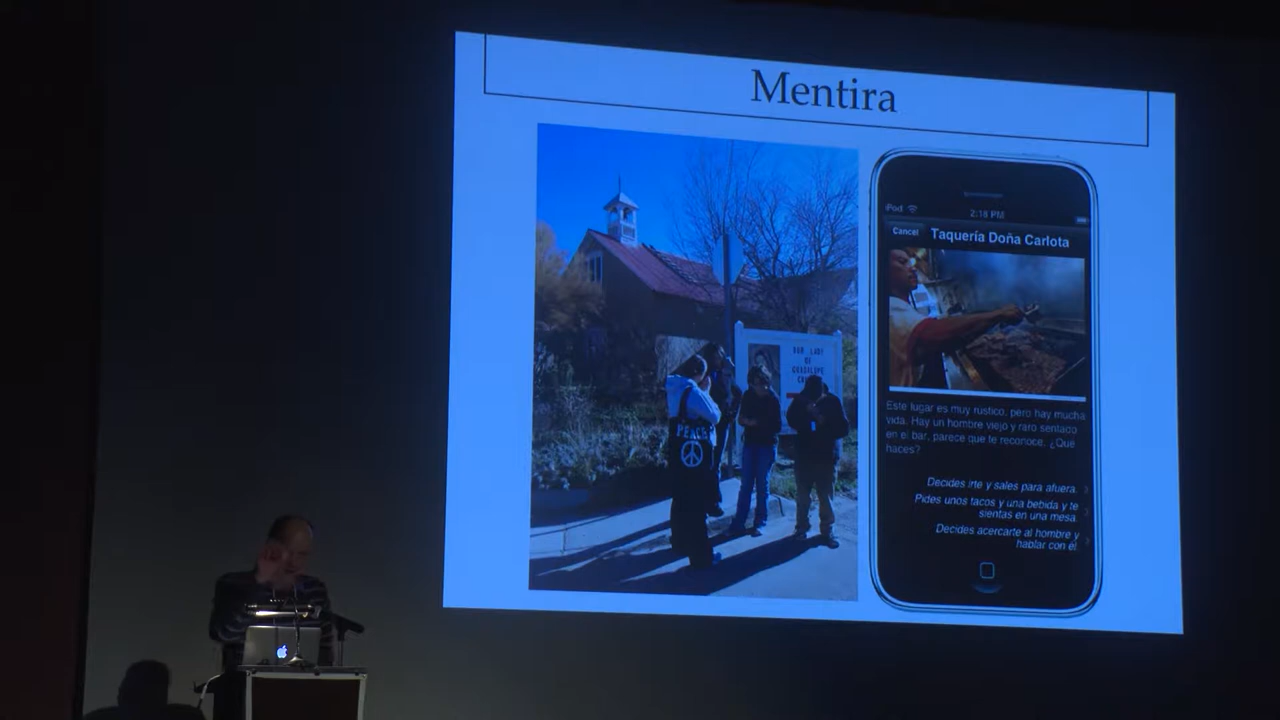 Mentira
OUR LADY
OF
GUADALUPE
PEACE
iPod
2:18 PM
Cancel
Taquería Doña Carlota
Este lugar es muy rústico, pero hay mucha
vida. Hay un hombre viejo y raro sentado
en el bar, parece que te reconoce. ¿Qué
haces?
Decides irte y sales para afuera.
Pides unos tacos y una bebida y te
sientas en una mesa.
Decides acercarte al hombre y
hablar con él.